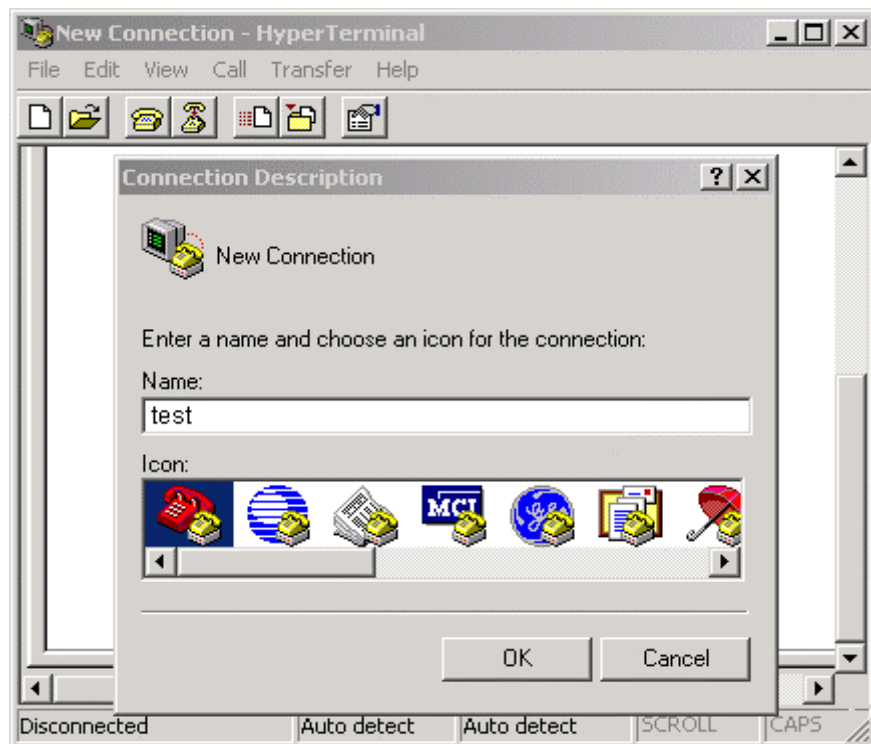 New Connection - HyperTerminal
File Edit View Call Transfer Help
Connection Description
New Connection
Enter a name and choose an icon for the connection:
Name:
test
Icon:
MCI
OK Cancel
Disconnected Auto detect Auto detect SCROLL CAPS